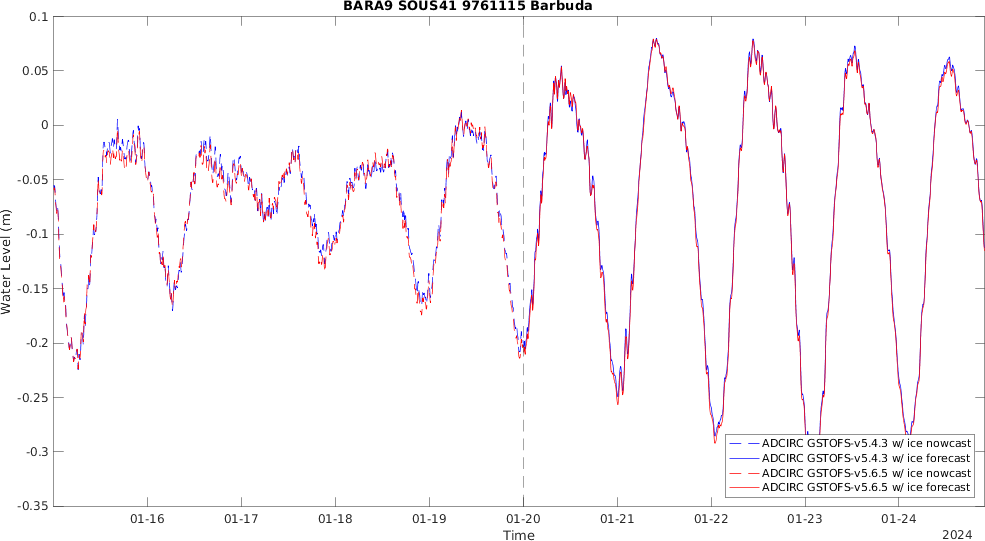 BARA9 SOUS41 9761115 Barbuda
0.1
0.05
0
-0.05
-0.1
-0.15
-0.2
-0.25
-0.3
-0.35
Water Level (m)
ADCIRC GSTOFS-v5.4.3 w/ ice nowcast
ADCIRC GSTOFS-v5.4.3 w/ ice forecast
ADCIRC GSTOFS-v5.6.5 w/ ice nowcast
ADCIRC GSTOFS-v5.6.5 w/ ice forecast
01-16 01-17 01-18 01-19 01-20 01-21 01-22 01-23 01-24
Time
2024